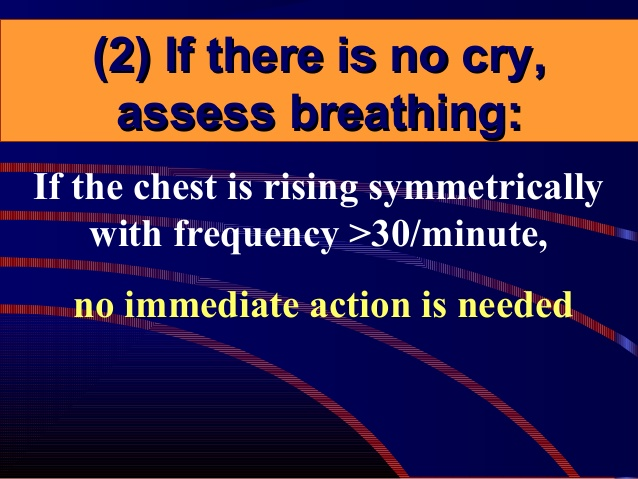 (2) If there is no cry,
assess breathing:
If the chest is rising symmetrically
with frequency >30/minute,
no immediate action is needed